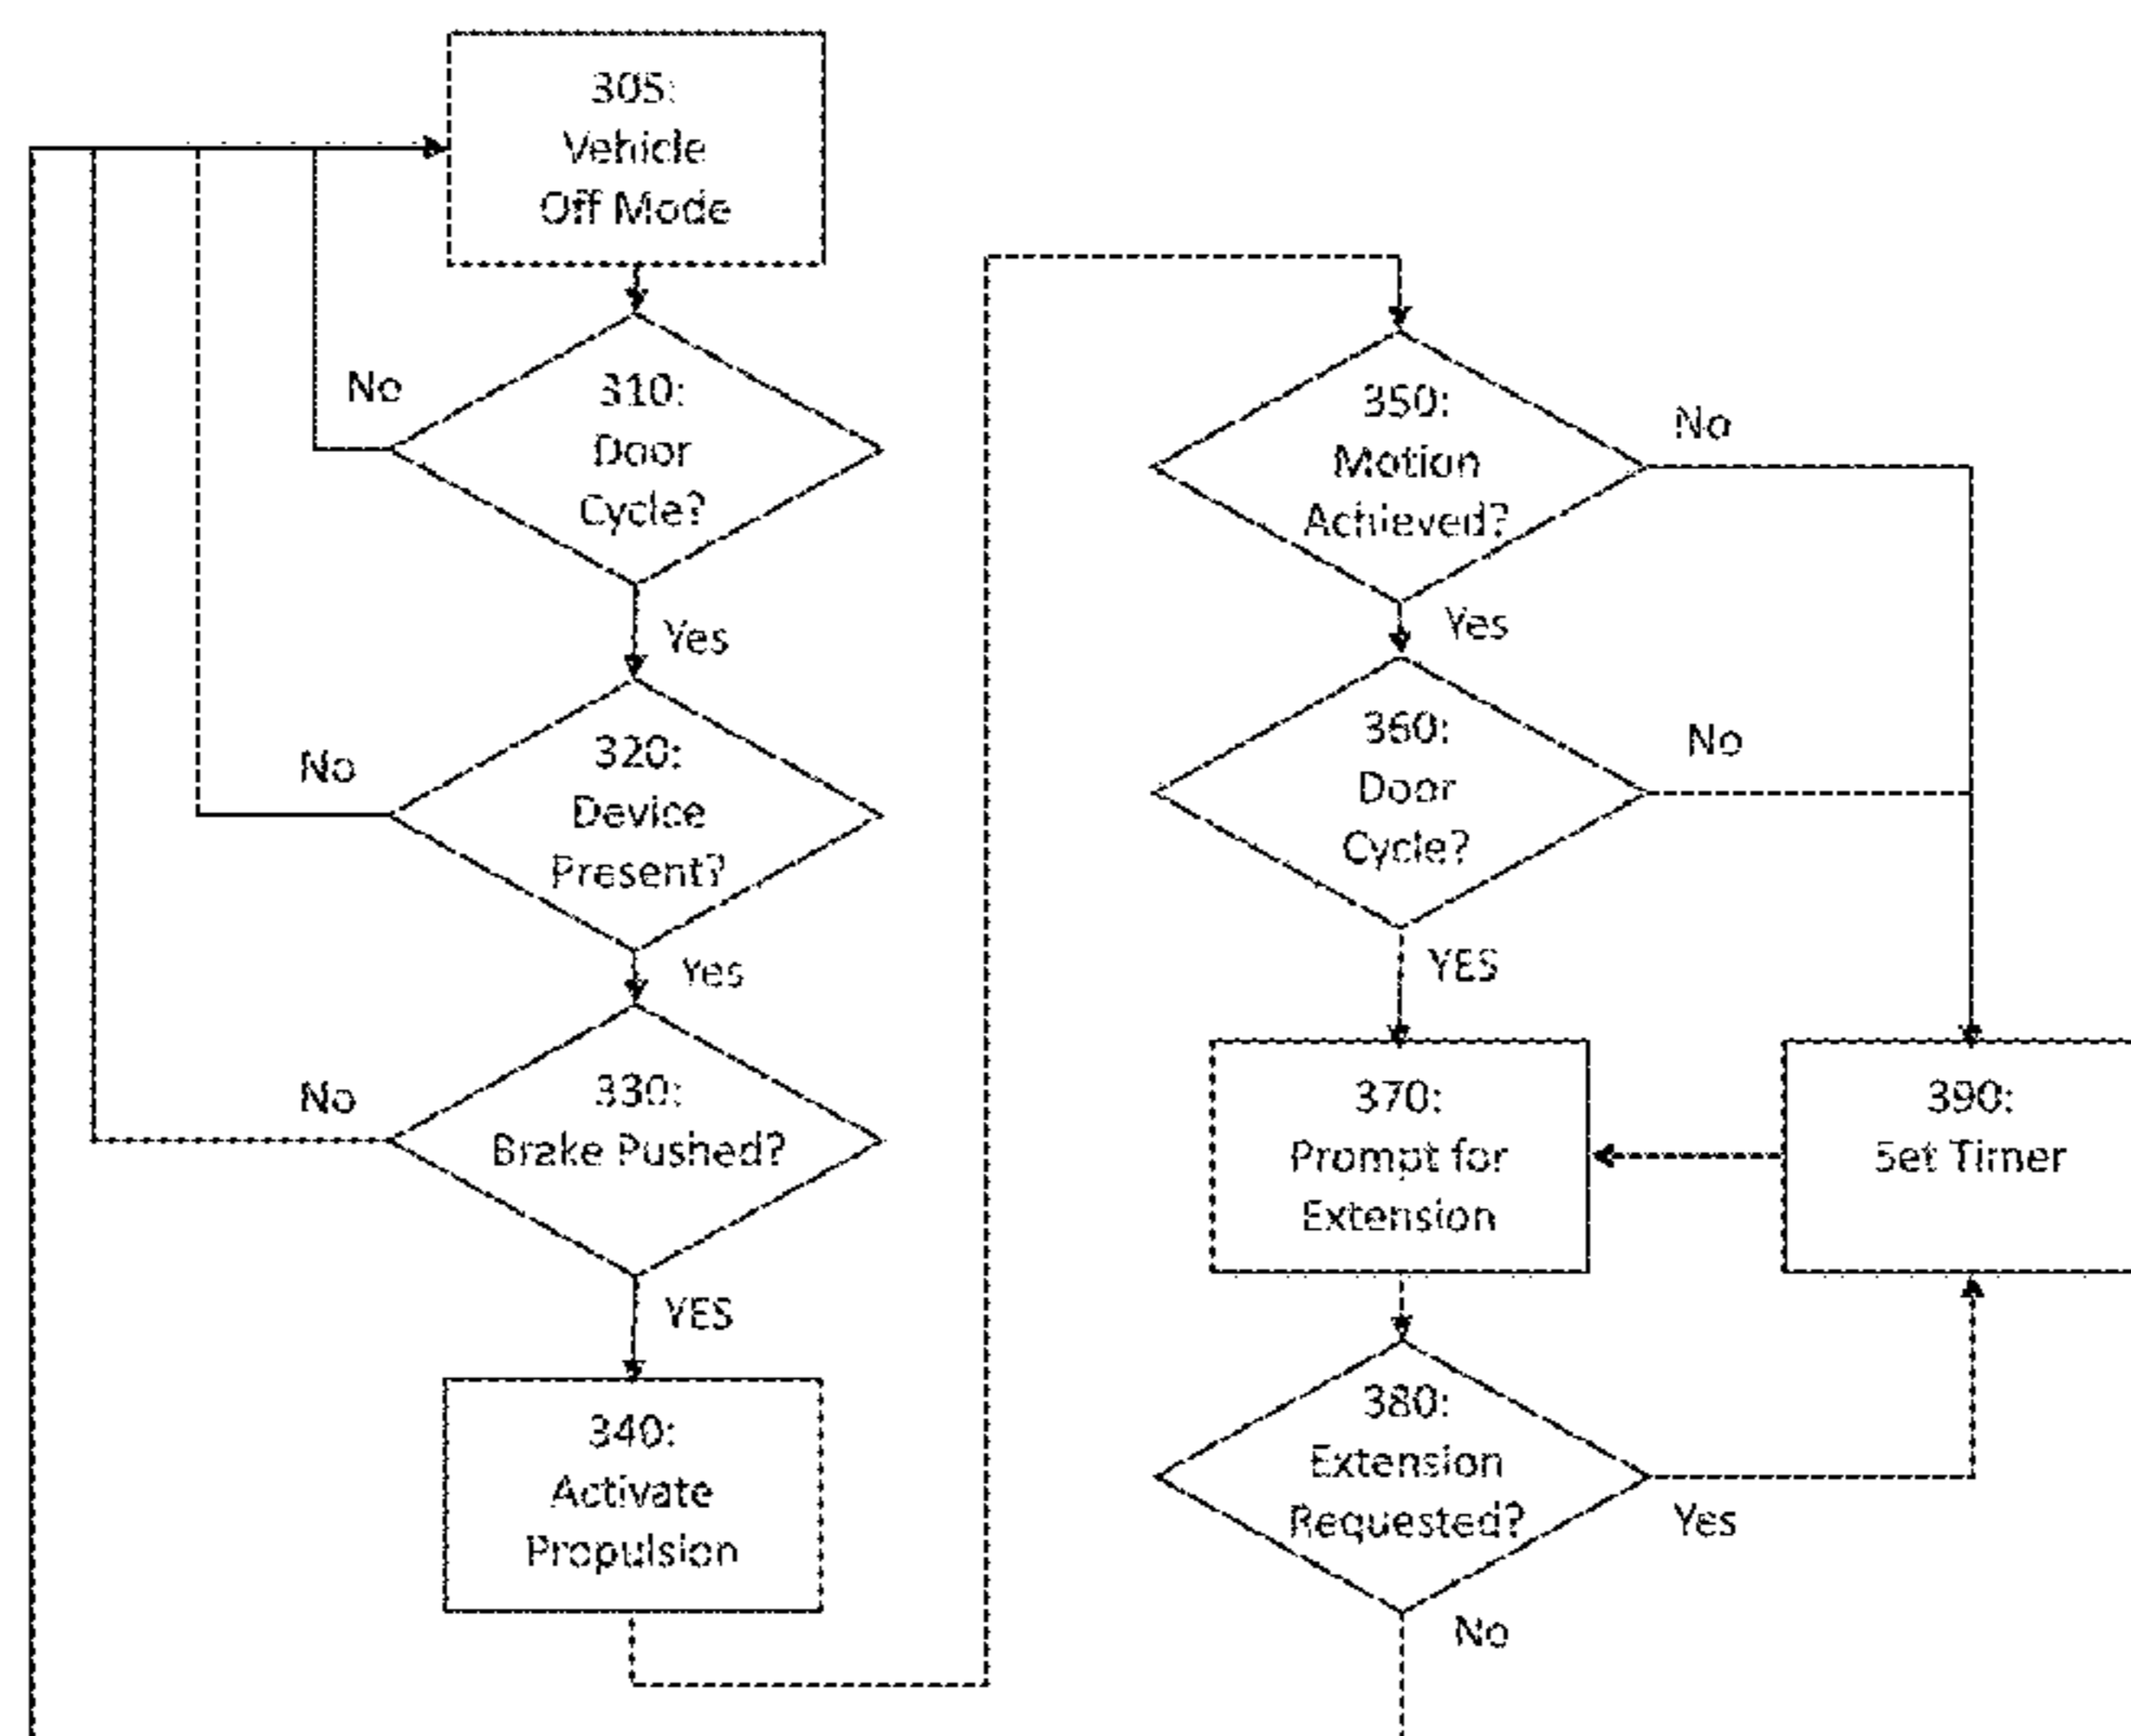 305:
Vehicle
Off Mode
No
310:
Door
Cycle?
Yes
No
320:
Device
Present?
Yes
No
330:
Brake Pushed?
YES
340:
Activate
Propulsion
350:
Motion
Achieved?
No
Yes
360:
Door
Cycle?
No
YES
370:
Prompt for
Extension
390:
Set Timer
380:
Extension
Requested?
Yes
No